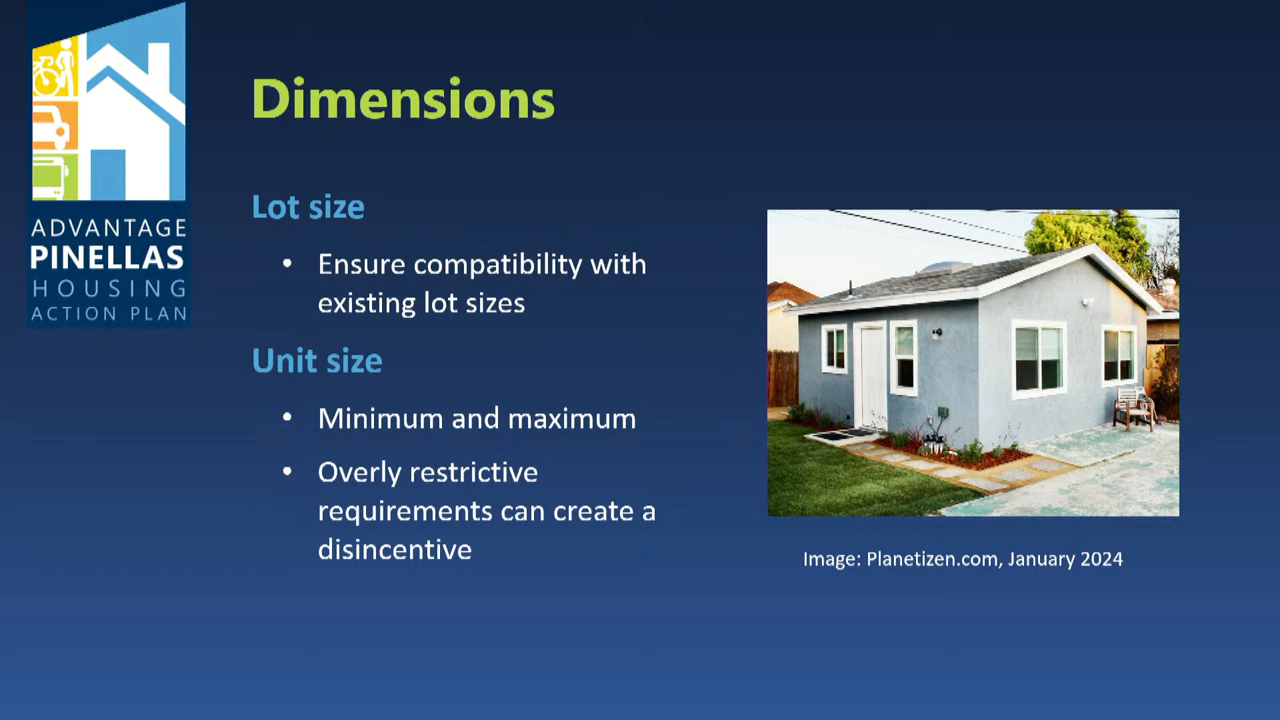 ADVANTAGE
PINELLAS
HOUSING
ACTION PLAN
Dimensions
Lot size
• Ensure compatibility with
existing lot sizes
Unit size
• Minimum and maximum
• Overly restrictive
requirements can create a
disincentive
Image: Planetizen.com, January 2024